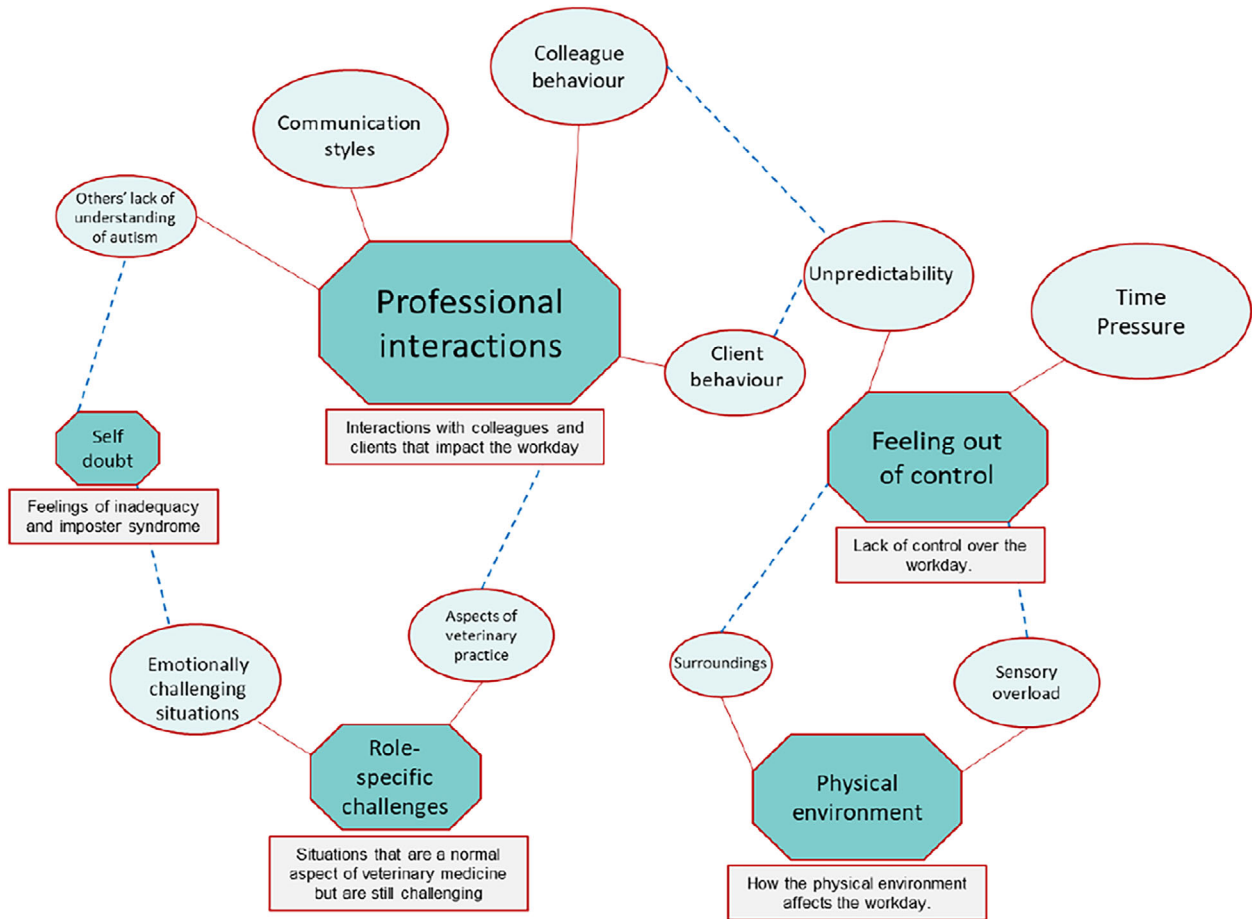 Colleague
behaviour
Communication
styles
Others' lack of
understanding
of autism
Unpredictability
Time
Pressure
Professional
interactions
Client
behaviour
Interactions with colleagues and
clients that impact the workday
Self
doubt
Feelings of inadequacy
and imposter syndrome
Feeling out
of control
Lack of control over the
workday.
Aspects of
veterinary
practice
Emotionally
challenging
situations
Surroundings
Sensory
overload
Role-
specific
challenges
Situations that are a normal
aspect of veterinary medicine
but are still challenging
Physical
environment
How the physical environment
affects the workday.